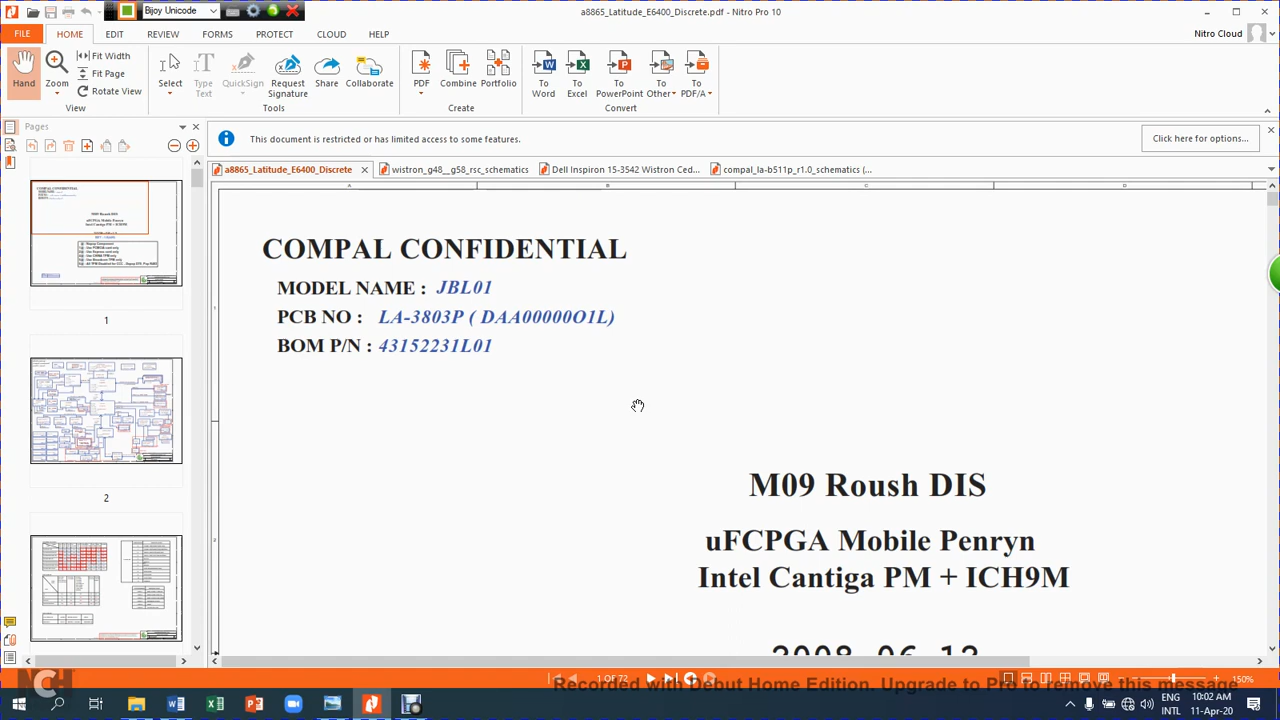 Bijoy Unicode
a8865_Latitude_E6400_Discrete.pdf - Nitro Pro 10
FILE HOME EDIT REVIEW FORMS PROTECT CLOUD HELP
Nitro Cloud
Hand
Zoom
Fit Width
Fit Page
Rotate View
View
Select
Type Text
QuickSign
Request Signature
Share
Collaborate
Tools
PDF
Combine
Portfolio
Create
To Word
To Excel
To PowerPoint
To Other
To PDF/A
Convert
Pages
This document is restricted or has limited access to some features.
Click here for options...
a8865_Latitude_E6400_Discrete
wistron_g48__g58_rsc_schematics
Dell Inspiron 15-3542 Wistron Ced...
compal_la-b511p_r1.0_schematics (...
COMPAL CONFIDENTIAL
MODEL NAME : JBL01
PCB NO : LA-3803P ( DAA00000O1L)
BOM P/N : 43152231L01
M09 Roush DIS
uFCPGA Mobile Penryn
Intel Cantiga PM + ICH9M
1
2
1 OF 72
150%
NCH
Recorded with Debut Home Edition. Upgrade to Pro to remove this message
ENG
INTL
10:02 AM
11-Apr-20